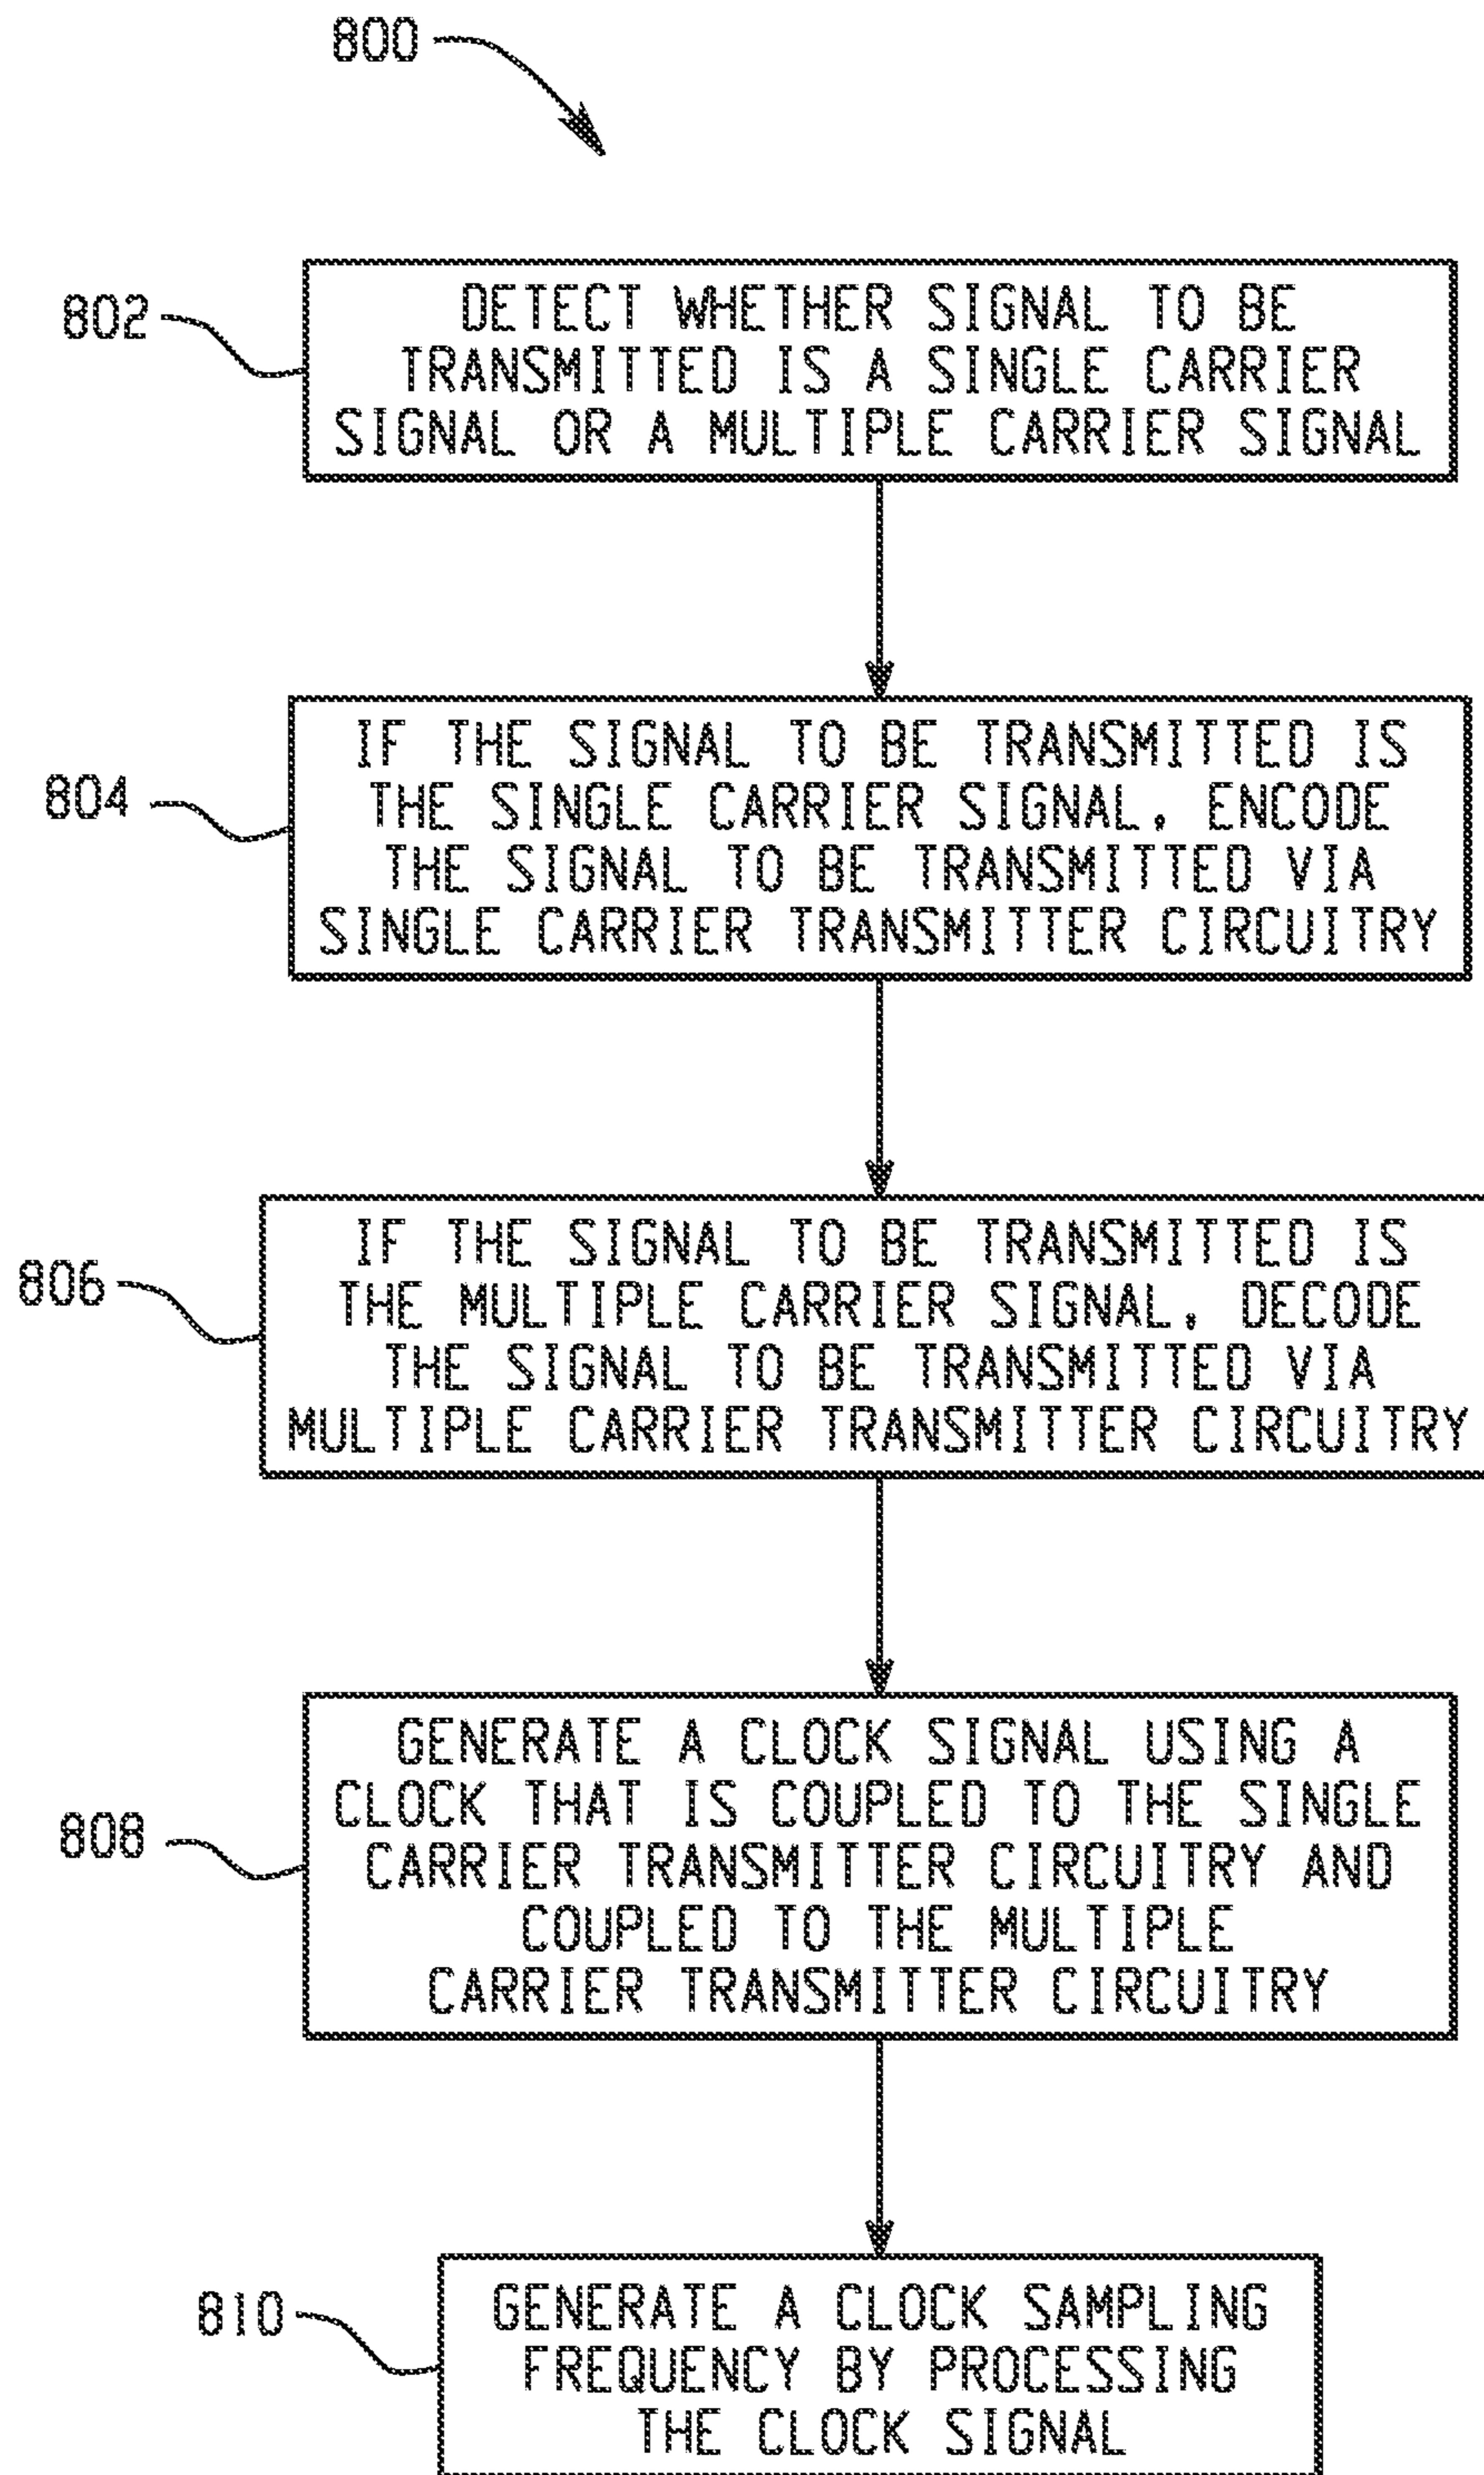 800
802
DETECT WHETHER SIGNAL TO BE
TRANSMITTED IS A SINGLE CARRIER
SIGNAL OR A MULTIPLE CARRIER SIGNAL
804
IF THE SIGNAL TO BE TRANSMITTED IS
THE SINGLE CARRIER SIGNAL, ENCODE
THE SIGNAL TO BE TRANSMITTED VIA
SINGLE CARRIER TRANSMITTER CIRCUITRY
806
IF THE SIGNAL TO BE TRANSMITTED IS
THE MULTIPLE CARRIER SIGNAL, DECODE
THE SIGNAL TO BE TRANSMITTED VIA
MULTIPLE CARRIER TRANSMITTER CIRCUITRY
808
GENERATE A CLOCK SIGNAL USING A
CLOCK THAT IS COUPLED TO THE SINGLE
CARRIER TRANSMITTER CIRCUITRY AND
COUPLED TO THE MULTIPLE
CARRIER TRANSMITTER CIRCUITRY
810
GENERATE A CLOCK SAMPLING
FREQUENCY BY PROCESSING
THE CLOCK SIGNAL